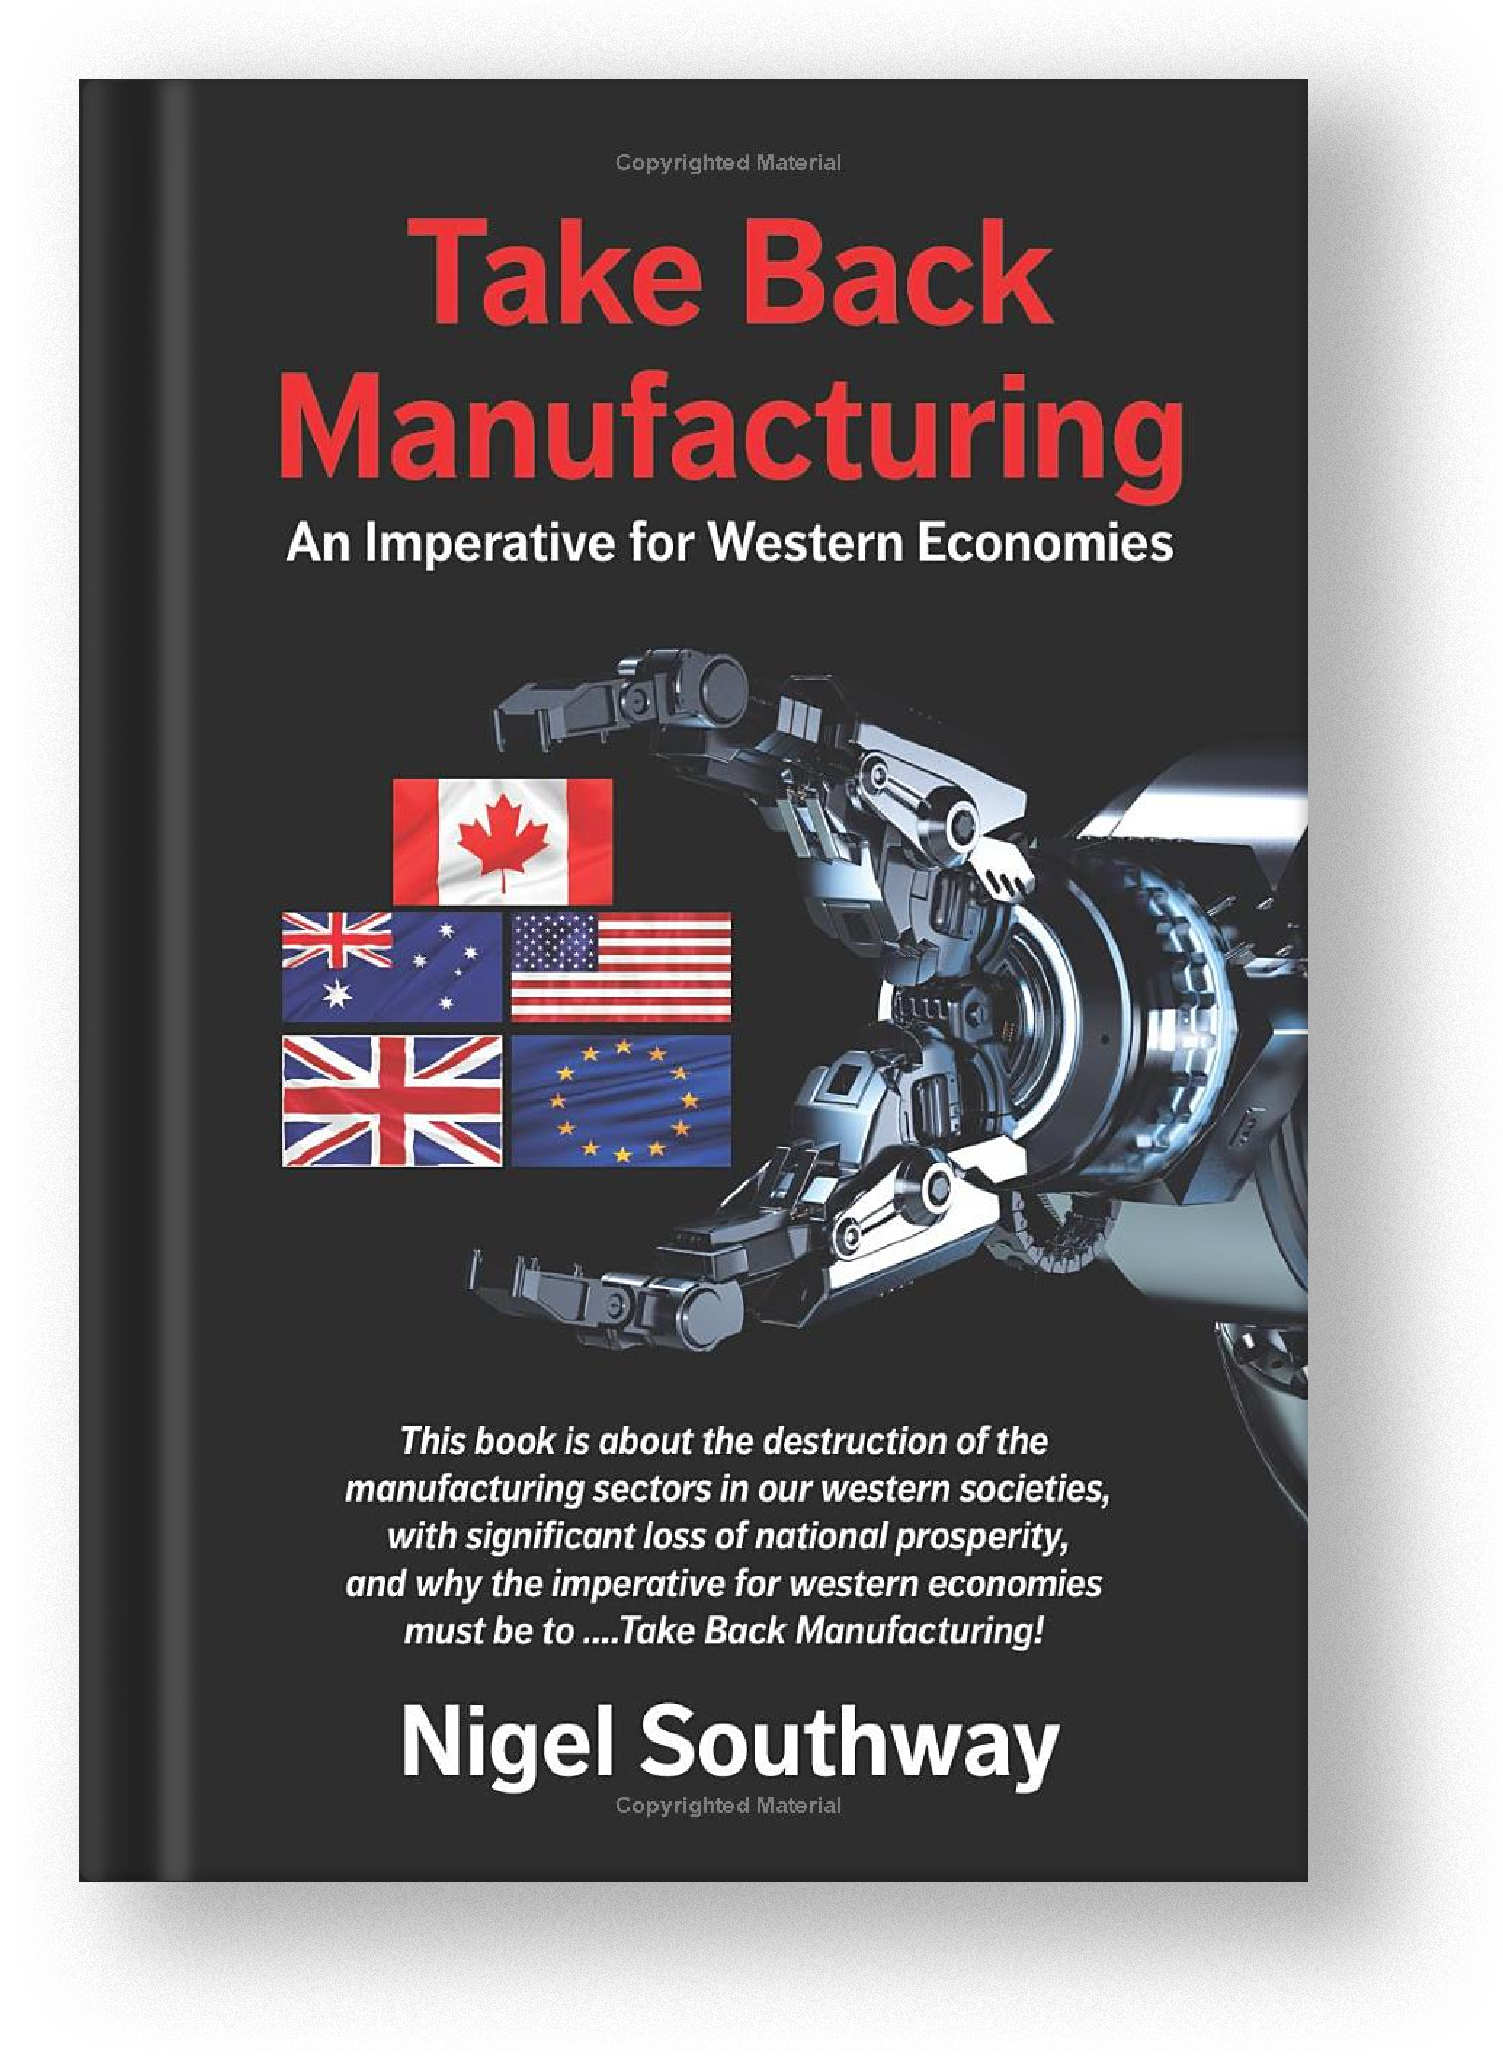 Copyrighted Material
Take Back
Manufacturing
An Imperative for Western Economies
This book is about the destruction of the
manufacturing sectors in our western societies,
with significant loss of national prosperity,
and why the imperative for western economies
must be to ....Take Back Manufacturing!
Nigel Southway
Copyrighted Material